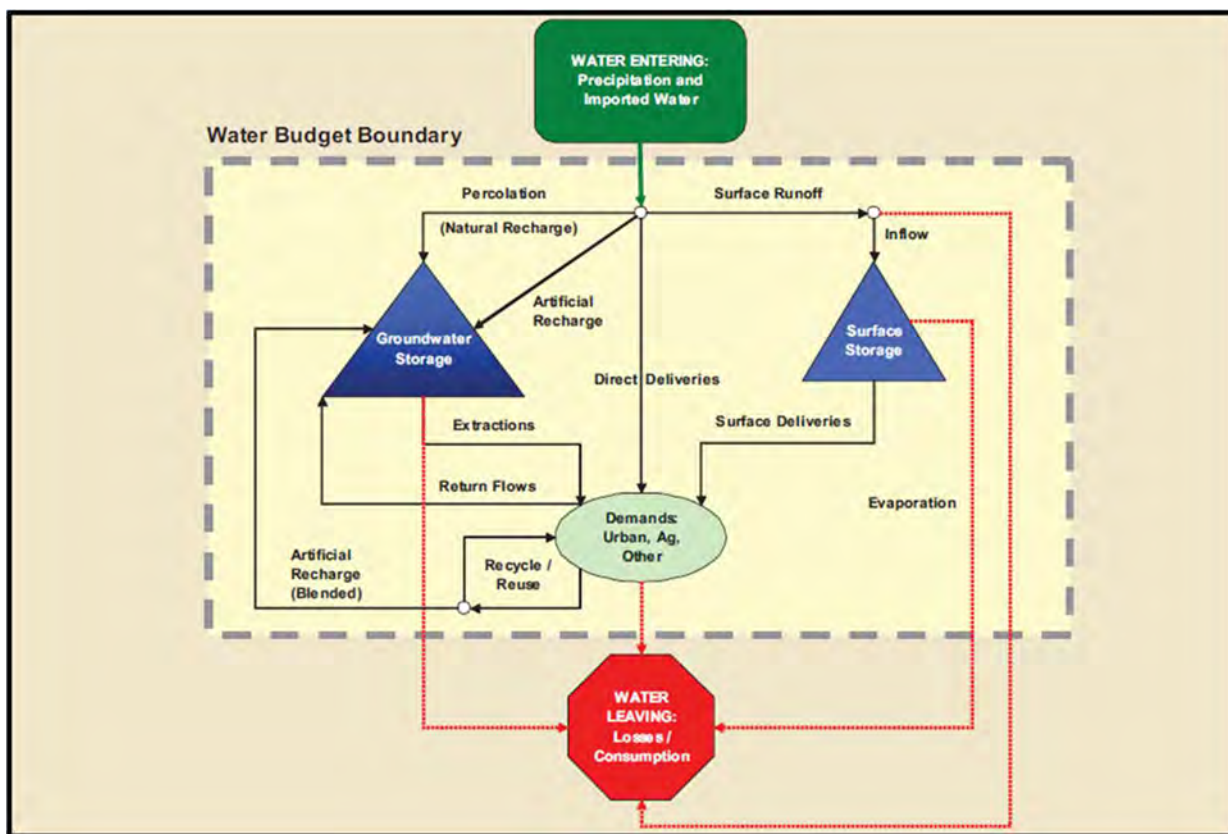 WATER ENTERING:
Precipitation and
Imported Water
Water Budget Boundary
Percolation
(Natural Recharge)
Surface Runoff
Inflow
Artificial
Recharge
Groundwater
Storage
Surface
Storage
Direct Deliveries
Extractions
Surface Deliveries
Return Flows
Evaporation
Demands:
Urban, Ag,
Other
Artificial
Recharge
(Blended)
Recycle /
Reuse
WATER
LEAVING:
Losses /
Consumption